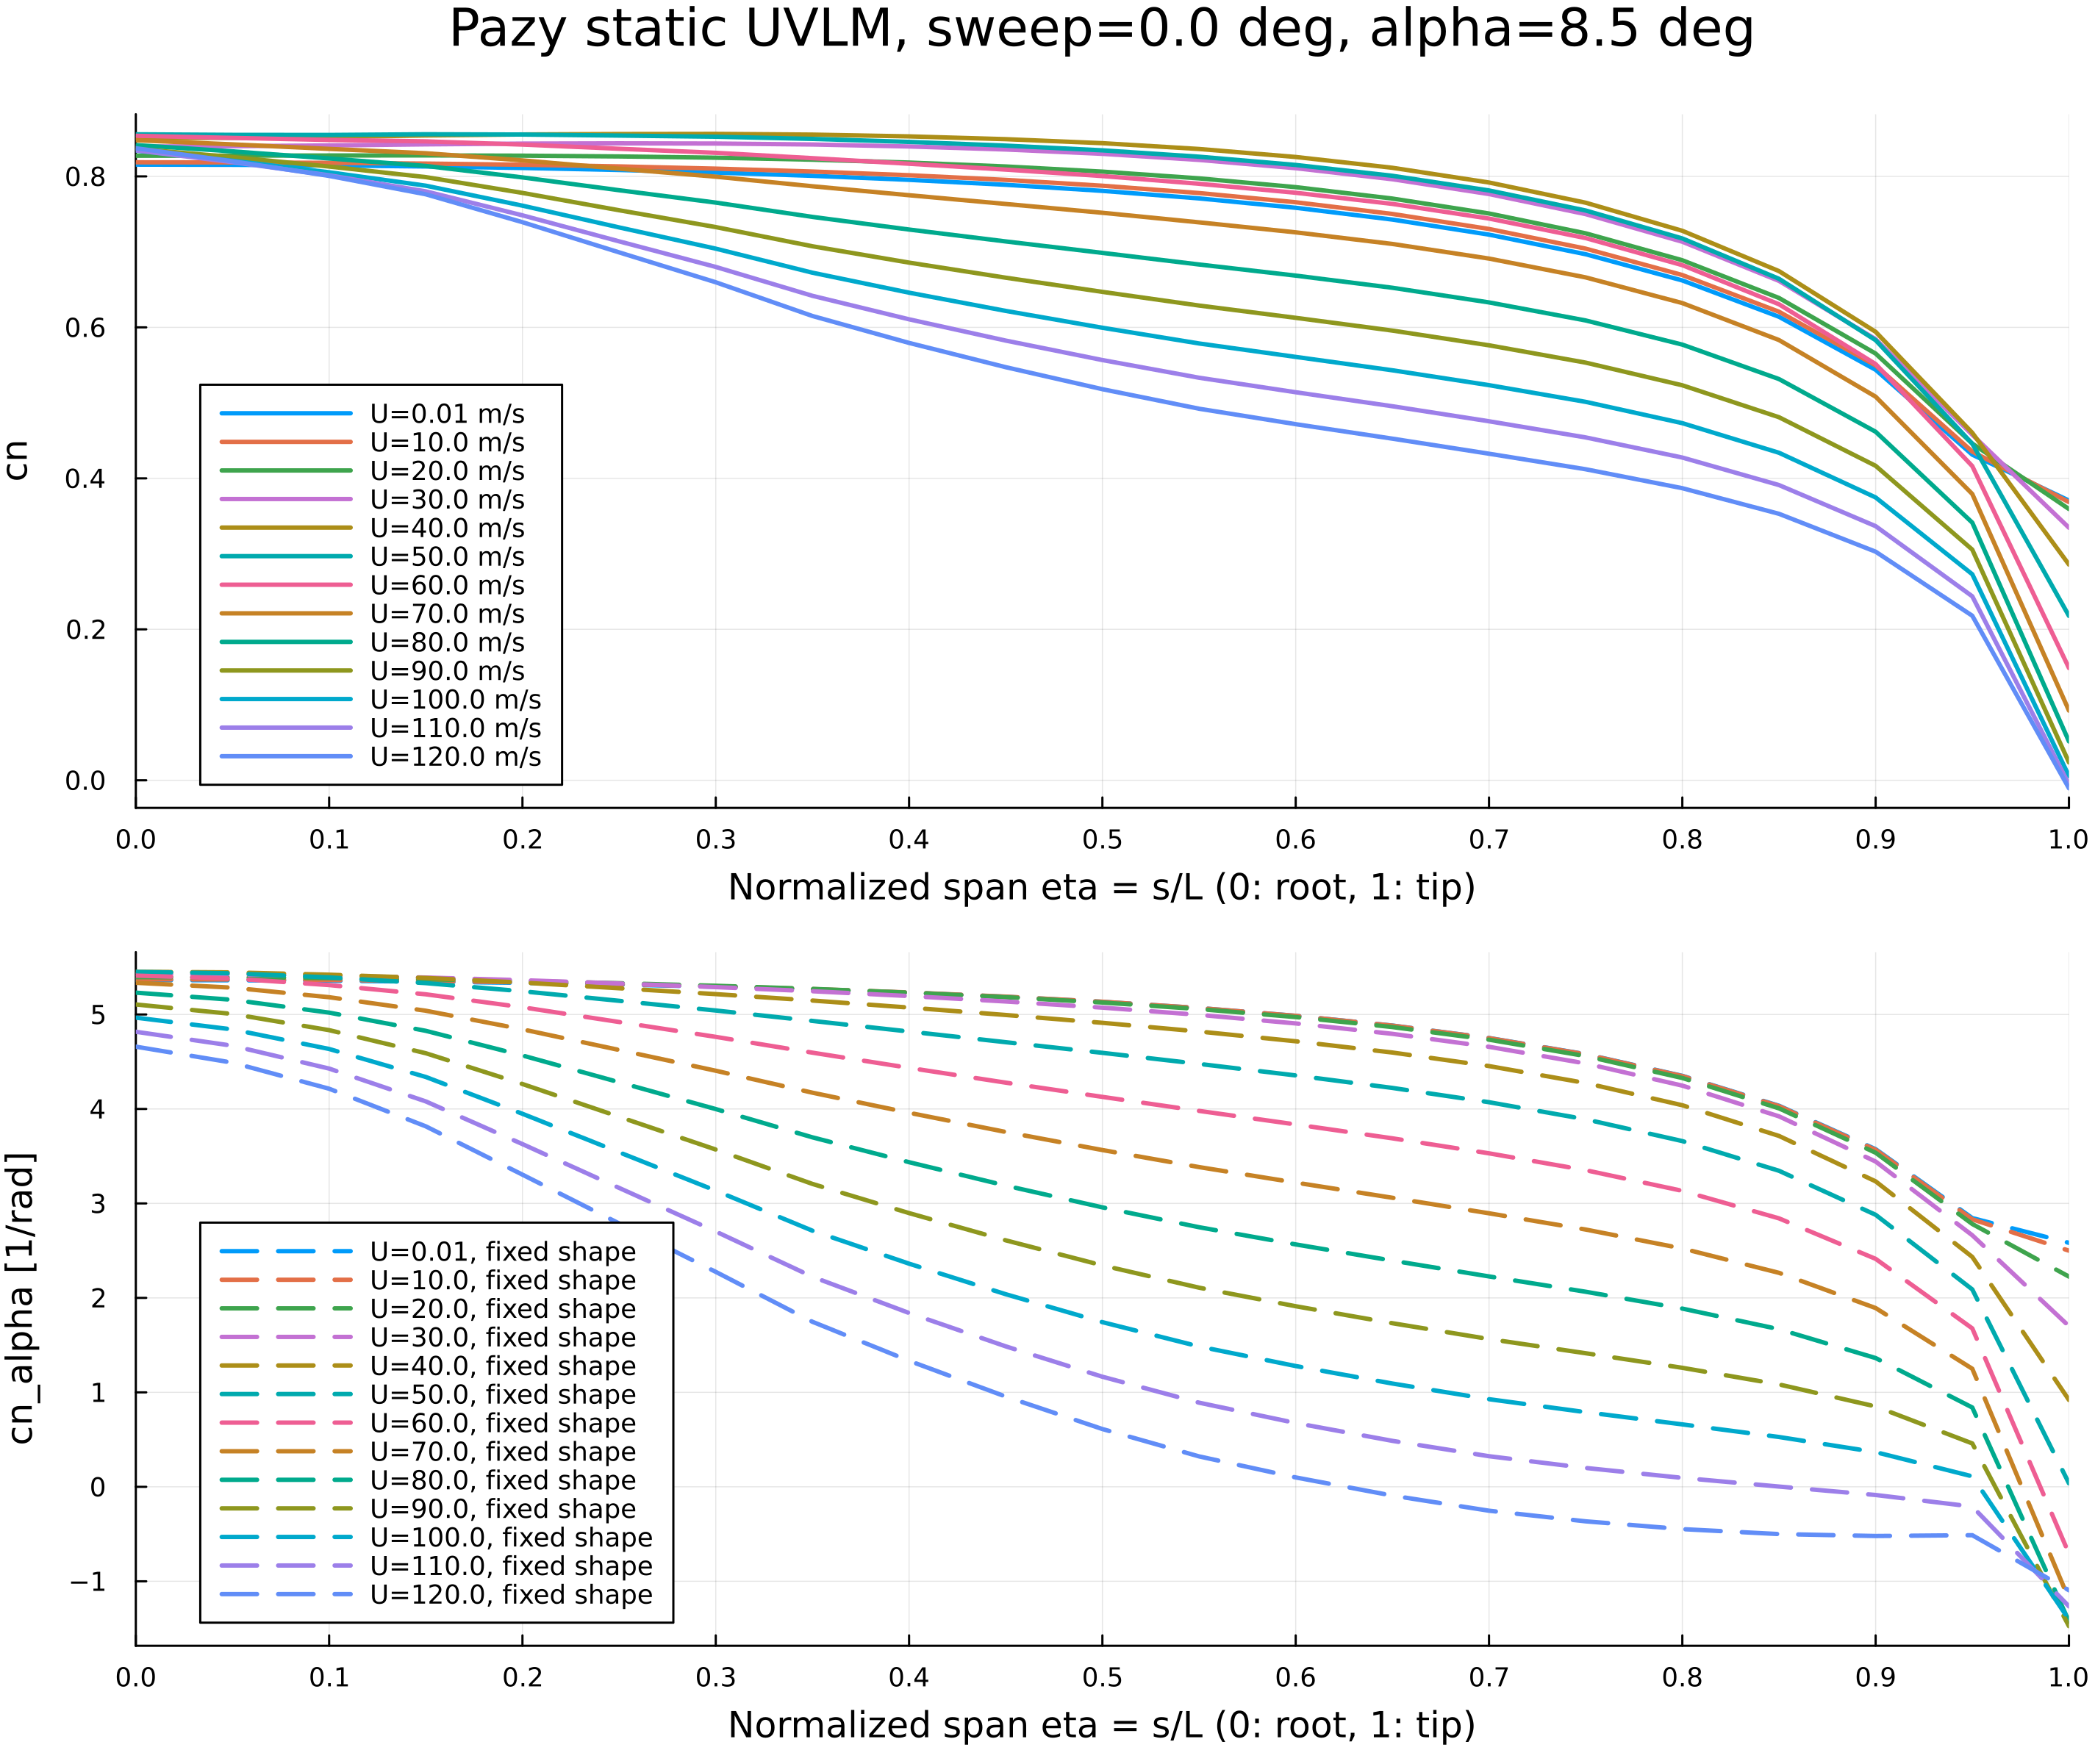 Pazy static UVLM, sweep=0.0 deg, alpha=8.5 deg
cn
0.8
0.6
0.4
0.2
0.0
U=0.01 m/s
U=10.0 m/s
U=20.0 m/s
U=30.0 m/s
U=40.0 m/s
U=50.0 m/s
U=60.0 m/s
U=70.0 m/s
U=80.0 m/s
U=90.0 m/s
U=100.0 m/s
U=110.0 m/s
U=120.0 m/s
0.0 0.1 0.2 0.3 0.4 0.5 0.6 0.7 0.8 0.9 1.0
Normalized span eta = s/L (0: root, 1: tip)
cn_alpha [1/rad]
5
4
3
2
1
0
−1
U=0.01, fixed shape
U=10.0, fixed shape
U=20.0, fixed shape
U=30.0, fixed shape
U=40.0, fixed shape
U=50.0, fixed shape
U=60.0, fixed shape
U=70.0, fixed shape
U=80.0, fixed shape
U=90.0, fixed shape
U=100.0, fixed shape
U=110.0, fixed shape
U=120.0, fixed shape
0.0 0.1 0.2 0.3 0.4 0.5 0.6 0.7 0.8 0.9 1.0
Normalized span eta = s/L (0: root, 1: tip)